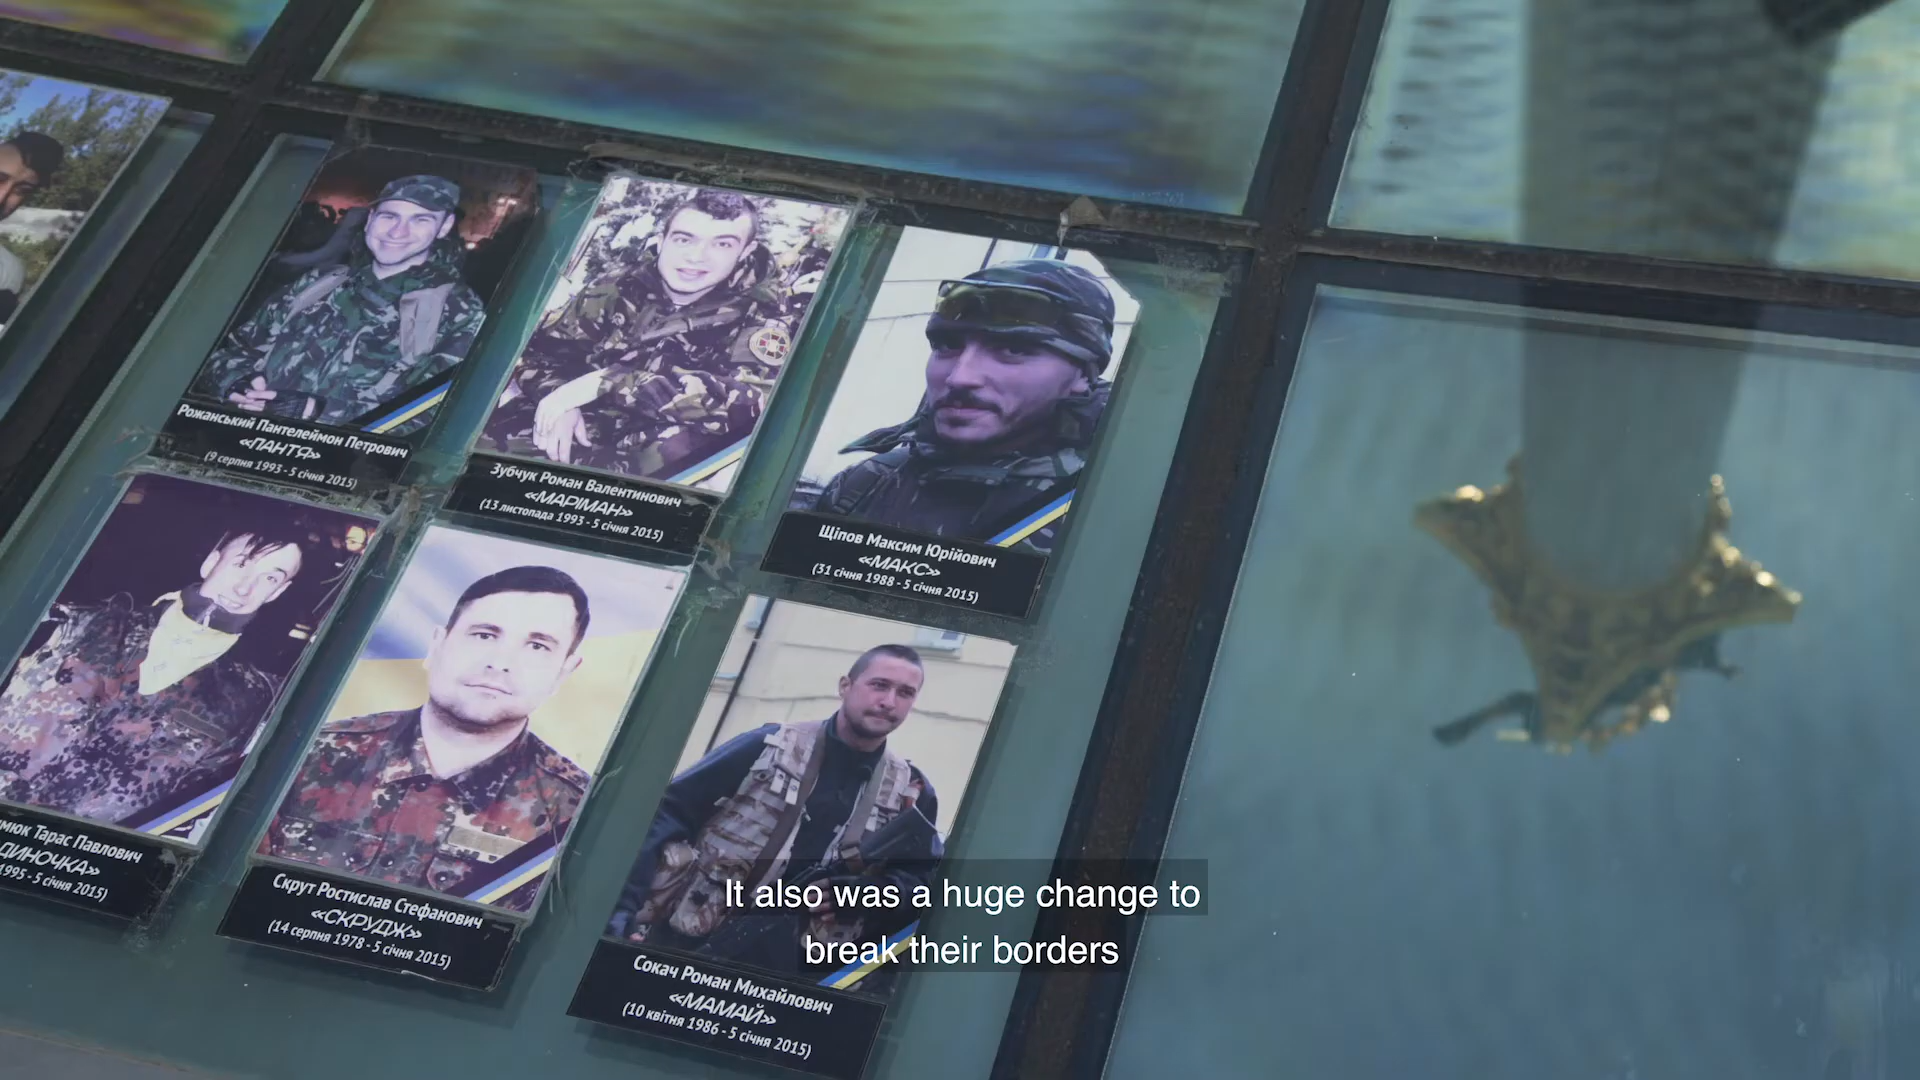 Рожанський Пантелеймон Петрович
«ПАНТЯ»
(9 серпня 1993 - 5 січня 2015)
Зубчук Роман Валентинович
«МАРІМАН»
(13 листопада 1993 - 5 січня 2015)
Щіпов Максим Юрійович
«МАКС»
(31 січня 1988 - 5 січня 2015)
Тарас Павлович
1995 - 5 січня 2015)
Скрут Ростислав Стефанович
«СКРУДЖ»
(14 серпня 1978 - 5 січня 2015)
Сокач Роман Михайлович
«МАМАЙ»
(10 квітня 1986 - 5 січня 2015)
It also was a huge change to
break their borders